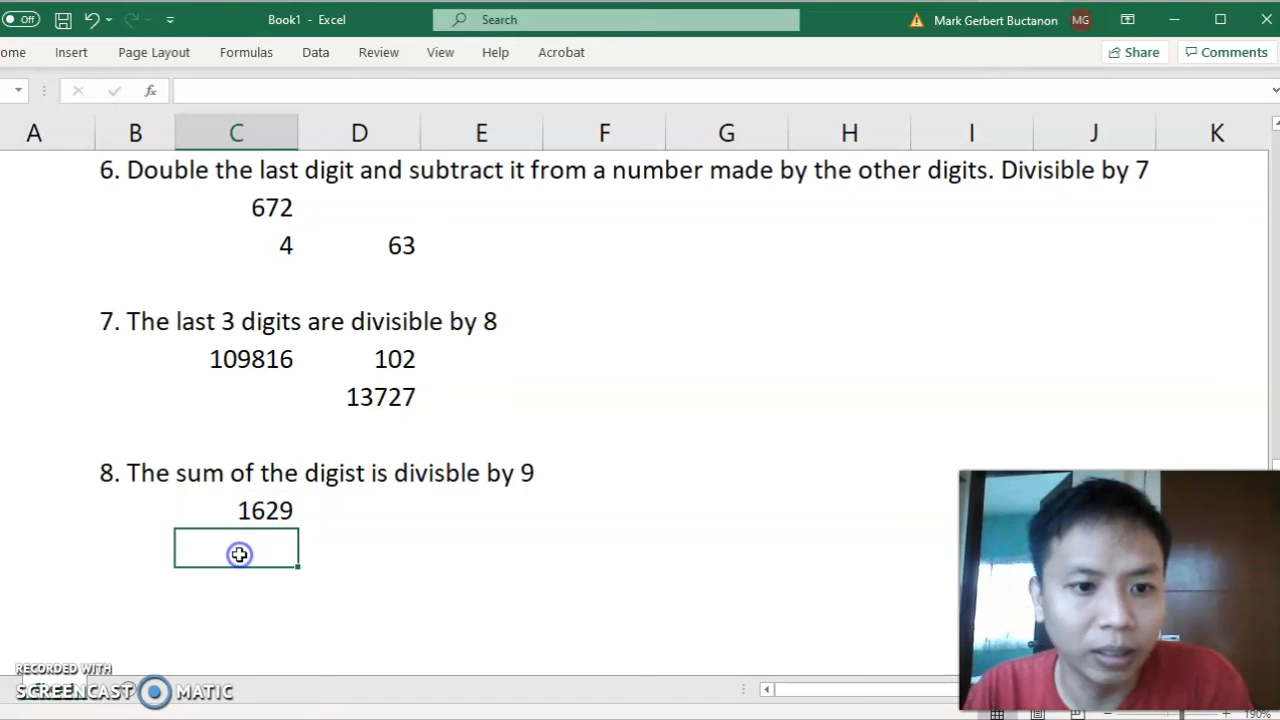 Off
Book1 - Excel
Search
Mark Gerbert Buctanon
MG
ome Insert Page Layout Formulas Data Review View Help Acrobat
Share
Comments
fx
A B C D E F G H I J K
6. Double the last digit and subtract it from a number made by the other digits. Divisible by 7
672
4 63
7. The last 3 digits are divisible by 8
109816 102
13727
8. The sum of the digist is divisble by 9
1629
RECORDED WITH
SCREENCAST MATIC
190%